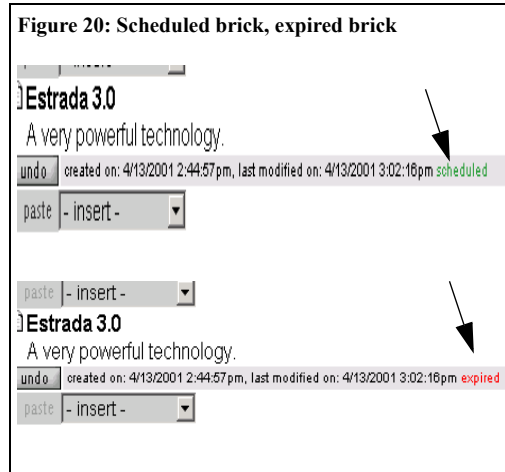 Figure 20: Scheduled brick, expired brick
Estrada 3.0
A very powerful technology.
undo created on: 4/13/2001 2:44:57pm, last modified on: 4/13/2001 3:02:16pm scheduled
paste - insert -
paste - insert -
Estrada 3.0
A very powerful technology.
undo created on: 4/13/2001 2:44:57pm, last modified on: 4/13/2001 3:02:16pm expired
paste - insert -